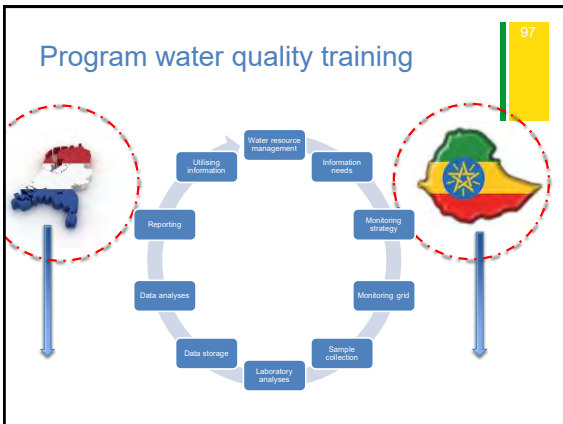 97
Program water quality training
Water resource
management
Information
needs
Monitoring
strategy
Monitoring grid
Sample
collection
Laboratory
analyses
Data storage
Data analyses
Reporting
Utilising
information